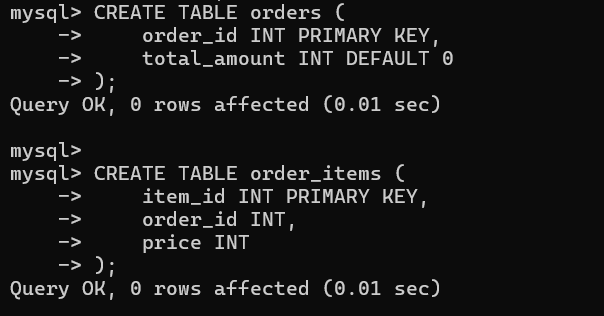 mysql> CREATE TABLE orders (
    ->     order_id INT PRIMARY KEY,
    ->     total_amount INT DEFAULT 0
    -> );
Query OK, 0 rows affected (0.01 sec)

mysql>
mysql> CREATE TABLE order_items (
    ->     item_id INT PRIMARY KEY,
    ->     order_id INT,
    ->     price INT
    -> );
Query OK, 0 rows affected (0.01 sec)